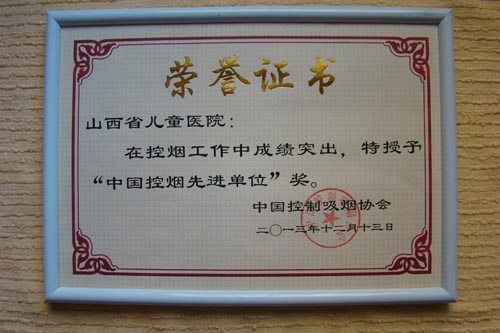 荣誉证书
山西省儿童医院：
在控烟工作中成绩突出，特授予
“中国控烟先进单位”奖。
中国控制吸烟协会
二〇一三年十二月十三日